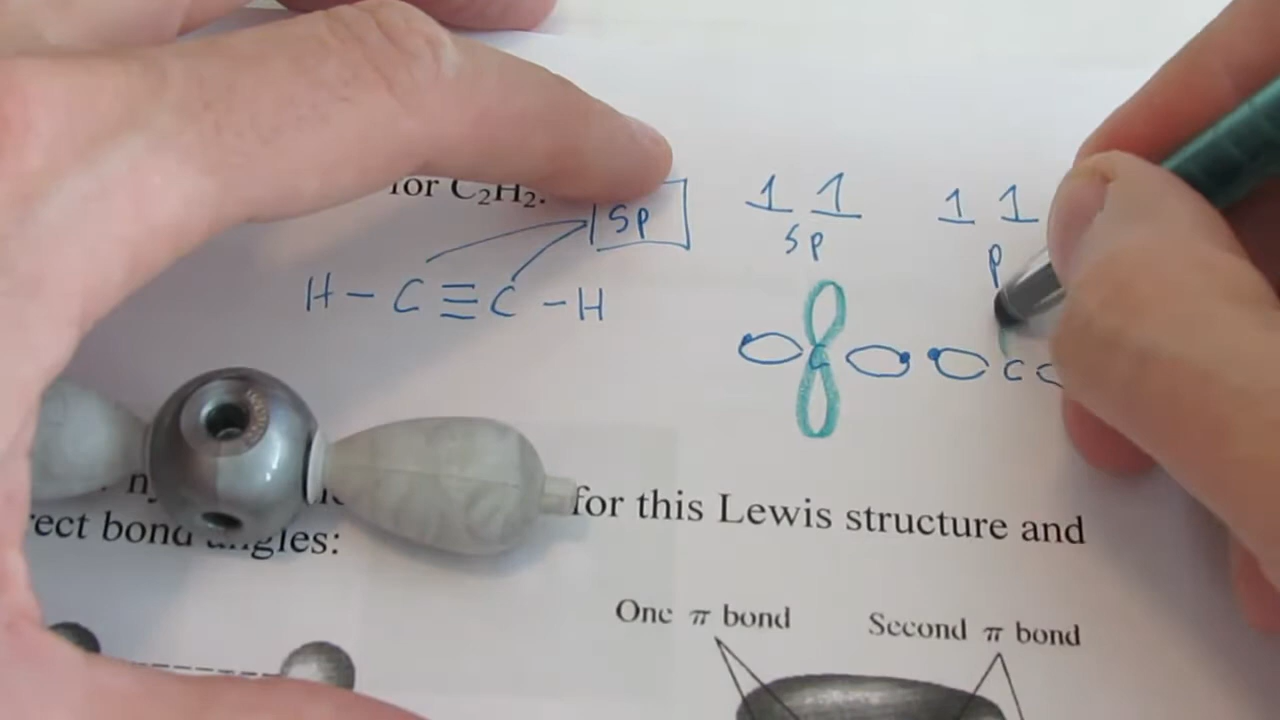 for C₂H₂.
sp
1 1
sp
1 1
p
H – C ≡ C – H
C
C
for this Lewis structure and
rect bond angles:
One π bond
Second π bond